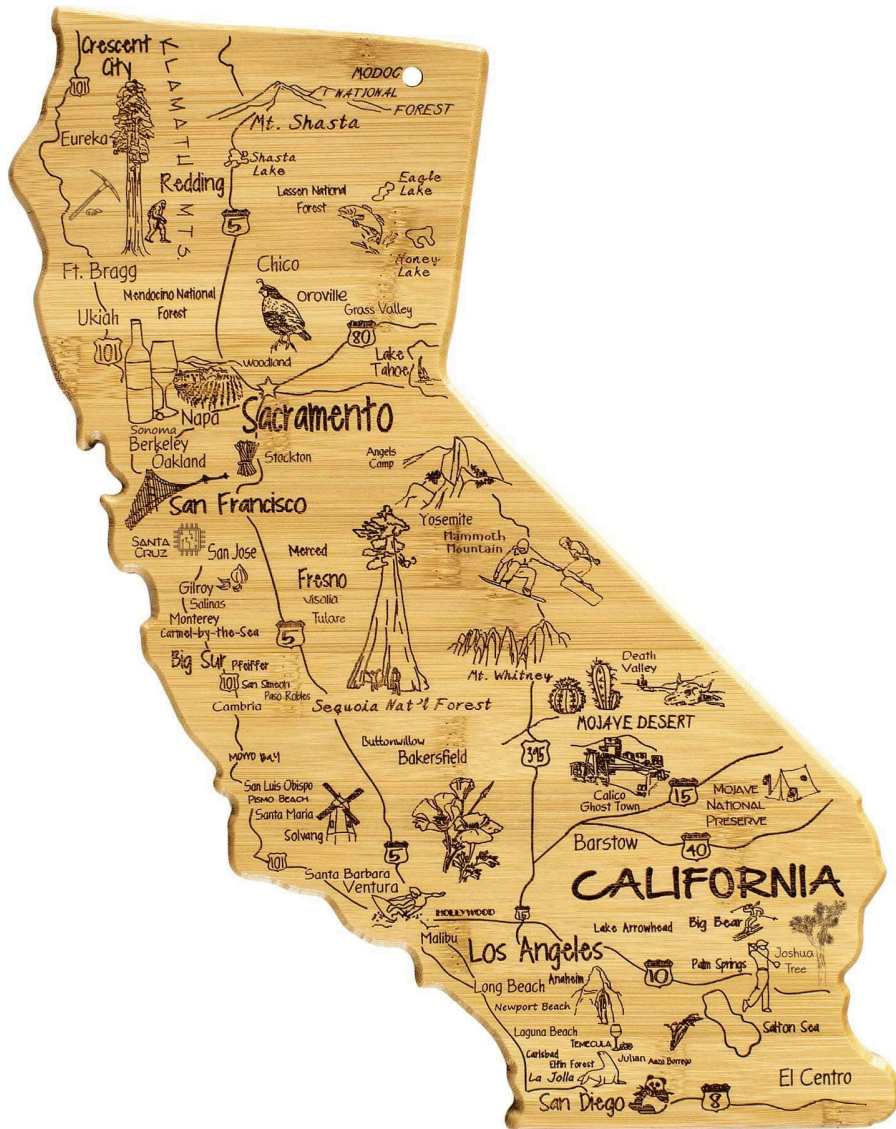 Crescent
City
KLAMATH MTS.
101
MODOC
NATIONAL
FOREST
Mt. Shasta
Eureka
Shasta
Lake
Redding
Lassen National
Forest
Eagle
Lake
5
Honey
Lake
Ft. Bragg
Chico
Mendocino National
Forest
Oroville
Ukiah
Grass Valley
80
101
Woodland
Lake
Tahoe
Napa
Sacramento
Sonoma
Berkeley
Oakland
Stockton
Angels
Camp
San Francisco
Yosemite
SANTA
CRUZ
San Jose
Merced
Mammoth
Mountain
Fresno
Gilroy
Salinas
Visalia
Monterey
Tulare
Carmel-by-the-Sea
5
Big Sur
Pfeiffer
Mt. Whitney
Death
Valley
101
San Simeon
Paso Robles
Cambria
Sequoia Nat'l Forest
MOJAVE DESERT
Buttonwillow
Bakersfield
395
MORRO BAY
Calico
Ghost Town
15
MOJAVE
NATIONAL
PRESERVE
San Luis Obispo
PISMO BEACH
Santa Maria
Solvang
Barstow
40
5
101
Santa Barbara
Ventura
CALIFORNIA
HOLLYWOOD
15
Malibu
Los Angeles
Lake Arrowhead
Big Bear
Palm Springs
Joshua
Tree
10
Long Beach
Anaheim
Newport Beach
Laguna Beach
TEMECULA
Salton Sea
Carlsbad
Elfin Forest
Julian
Anza Borrego
La Jolla
El Centro
San Diego
8